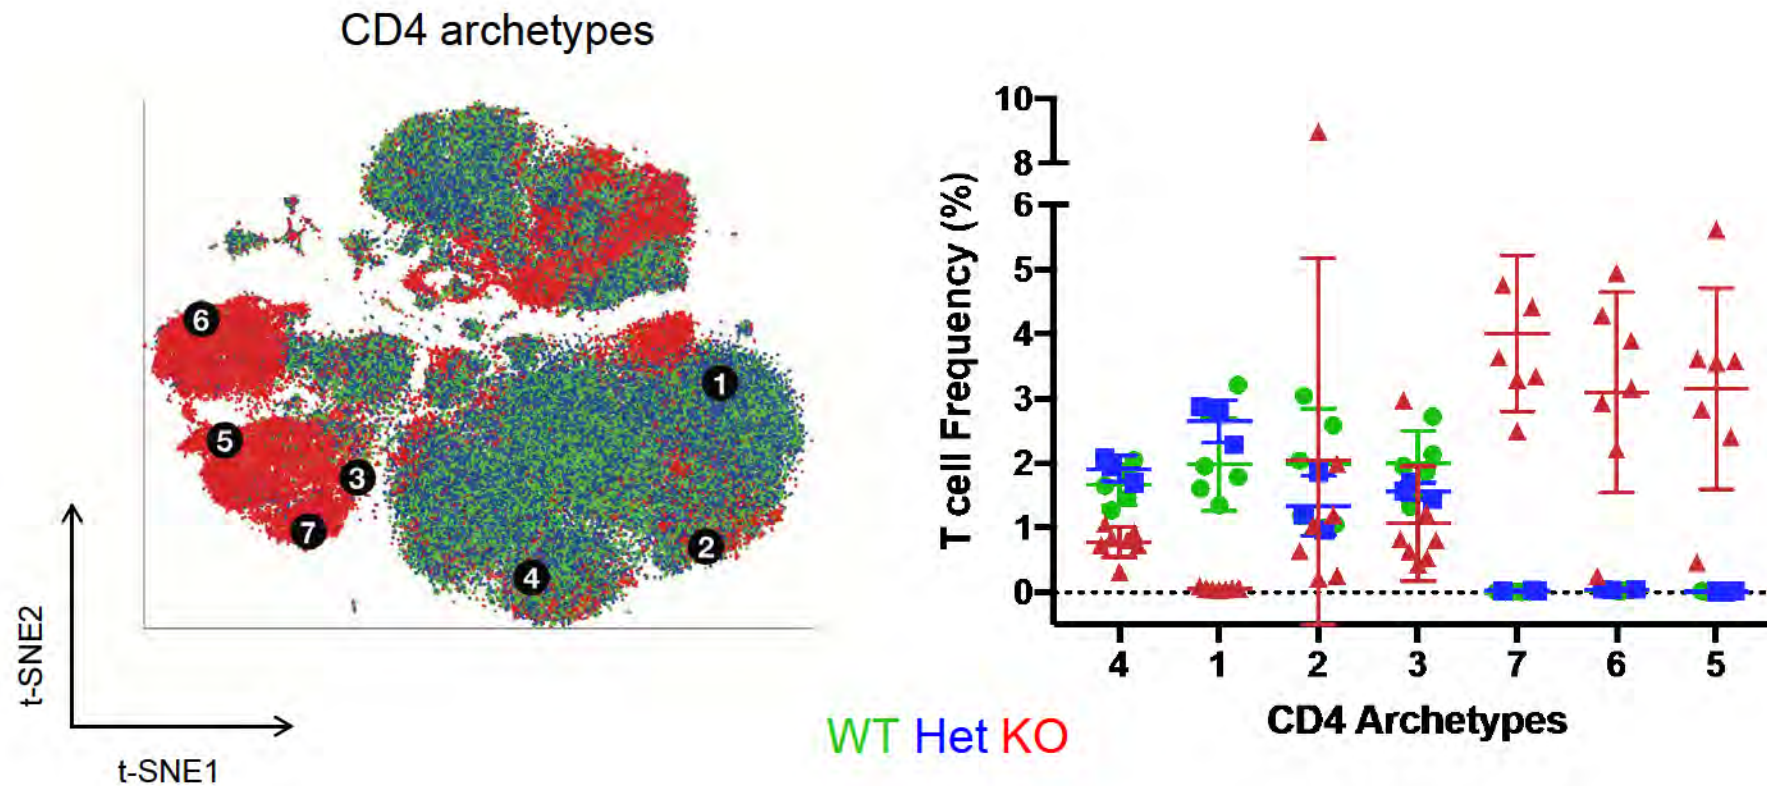 CD4 archetypes
6
5
3
7
1
2
4
t-SNE2
t-SNE1
T cell Frequency (%)
10
8
6
5
4
3
2
1
0
4 1 2 3 7 6 5
CD4 Archetypes
WT Het KO